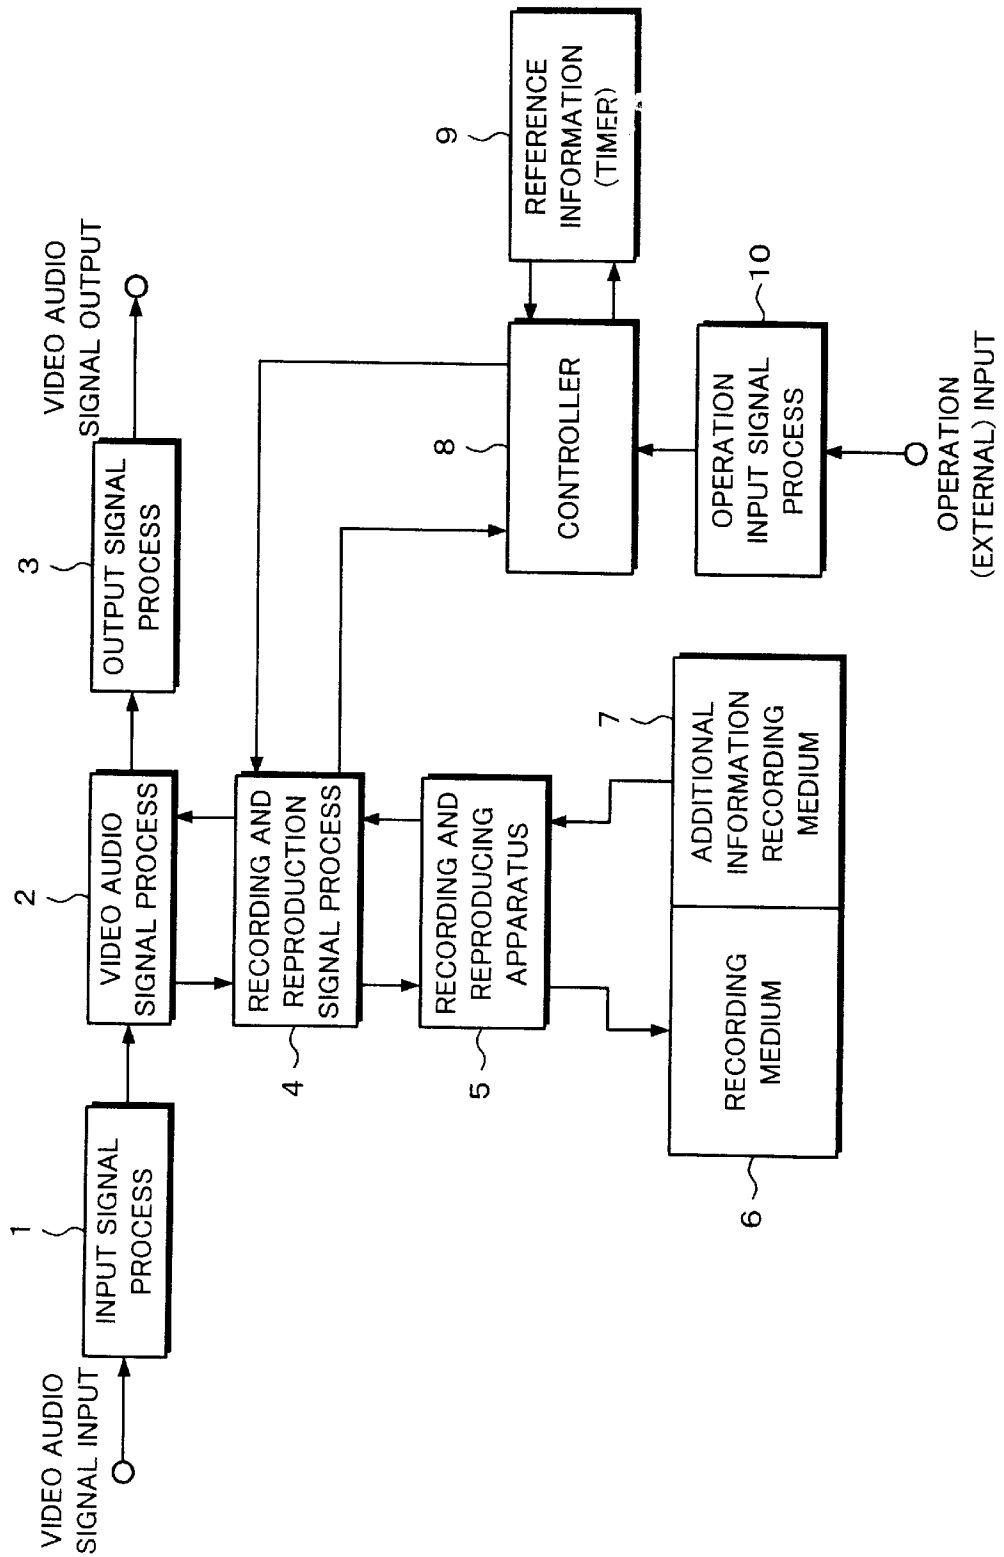 VIDEO AUDIO
SIGNAL INPUT
1
INPUT SIGNAL
PROCESS
2
VIDEO AUDIO
SIGNAL PROCESS
3
OUTPUT SIGNAL
PROCESS
VIDEO AUDIO
SIGNAL OUTPUT
4
RECORDING AND
REPRODUCTION
SIGNAL PROCESS
5
RECORDING AND
REPRODUCING
APPARATUS
6
RECORDING
MEDIUM
7
ADDITIONAL
INFORMATION
RECORDING
MEDIUM
8
CONTROLLER
9
REFERENCE
INFORMATION
(TIMER)
10
OPERATION
INPUT SIGNAL
PROCESS
OPERATION
(EXTERNAL) INPUT